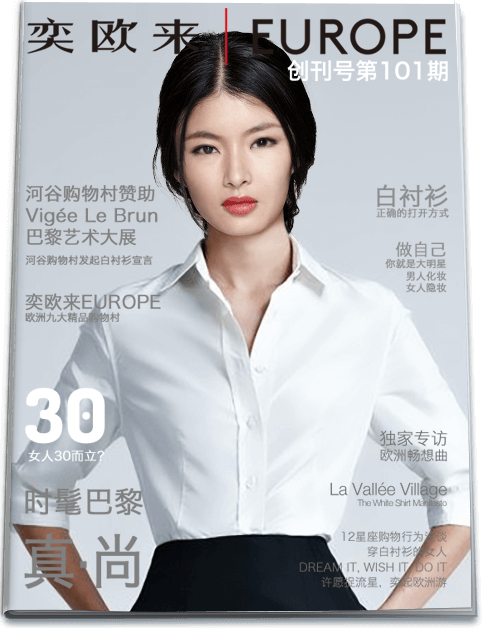 奕欧来 EUROPE
创刊号第101期
河谷购物村赞助
Vigée Le Brun
巴黎艺术大展
河谷购物村发起白衬衫宣言
奕欧来EUROPE
欧洲九大精品购物村
白衬衫
正确的打开方式
做自己
你就是大明星
男人化妆
女人隐妆
30
女人30而立?
时髦巴黎
真·尚
独家专访
欧洲畅想曲
La Vallée Village
The White Shirt Manifesto
12星座购物行为浅谈
穿白衬衫的女人
DREAM IT, WISH IT, DO IT
许愿捉流星，奕起欧洲游